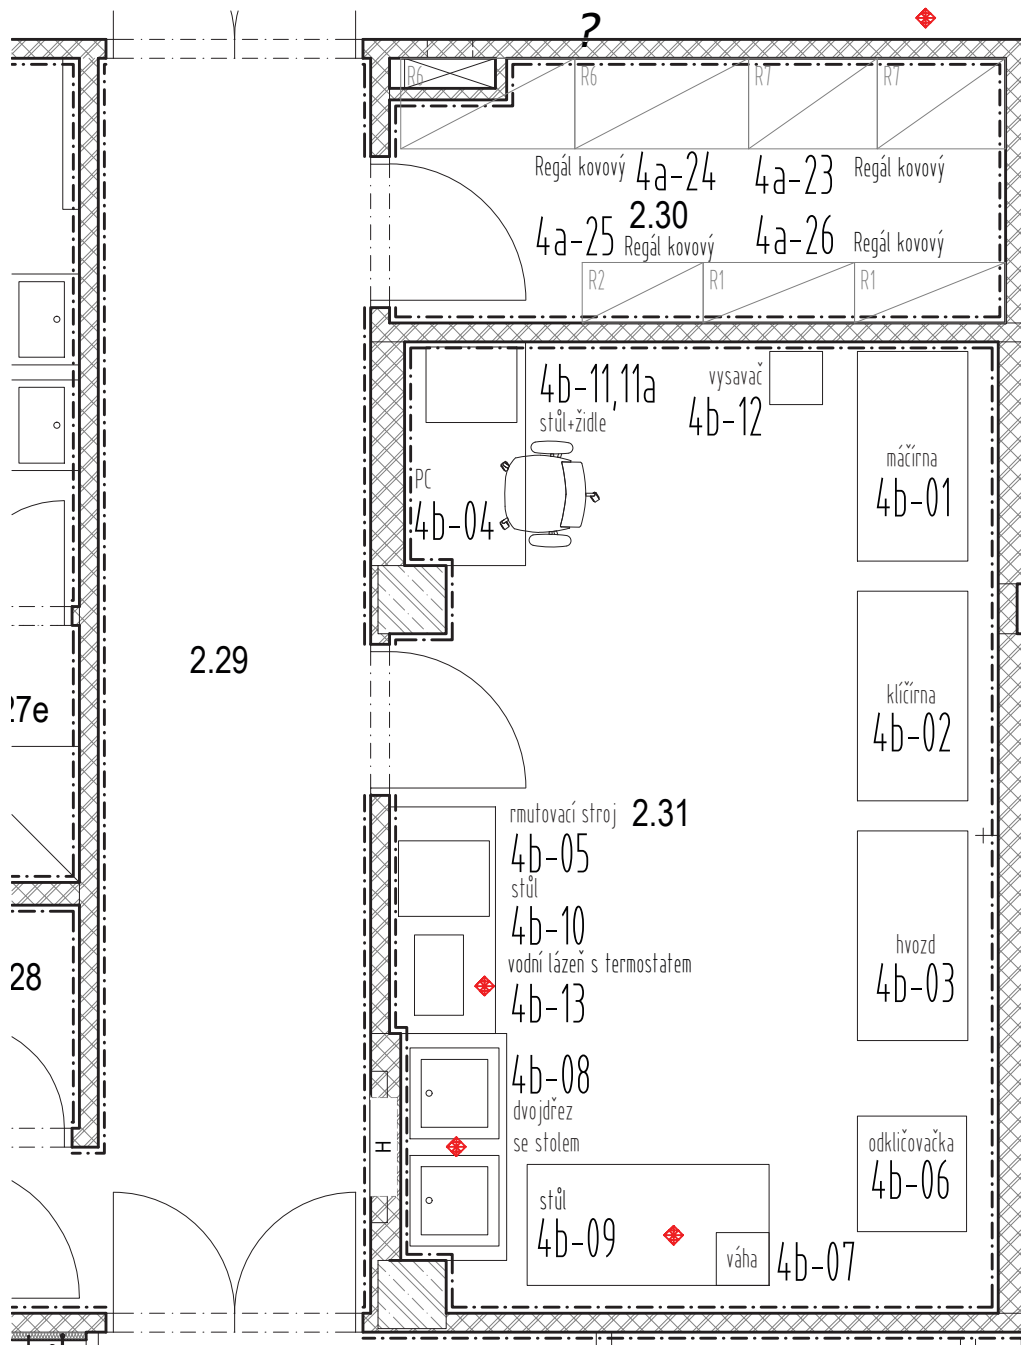 ?
R6
R6
R7
R7
Regál kovový
4a-24
4a-23
Regál kovový
2.30
4a-25
Regál kovový
4a-26
Regál kovový
R2
R1
R1
4b-11,11a
stůl+židle
vysavač
4b-12
máčírna
4b-01
PC
4b-04
2.29
27e
klíčírna
4b-02
rmutovací stroj
2.31
4b-05
stůl
4b-10
vodní lázeň s termostatem
4b-13
hvozd
4b-03
28
4b-08
dvojdřez
se stolem
H
odkličovačka
4b-06
stůl
4b-09
váha
4b-07